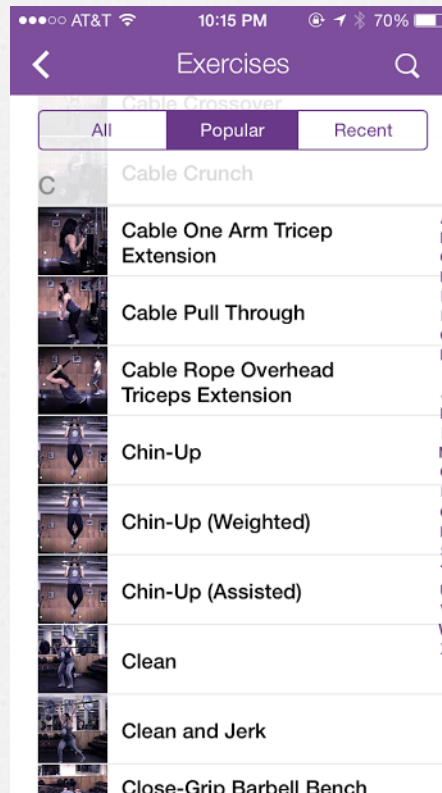 AT&T 10:15 PM 70%
Exercises
Cable Crossover
All Popular Recent
C
Cable Crunch
Cable One Arm Tricep
Extension
Cable Pull Through
Cable Rope Overhead
Triceps Extension
Chin-Up
Chin-Up (Weighted)
Chin-Up (Assisted)
Clean
Clean and Jerk
Close-Grip Barbell Bench